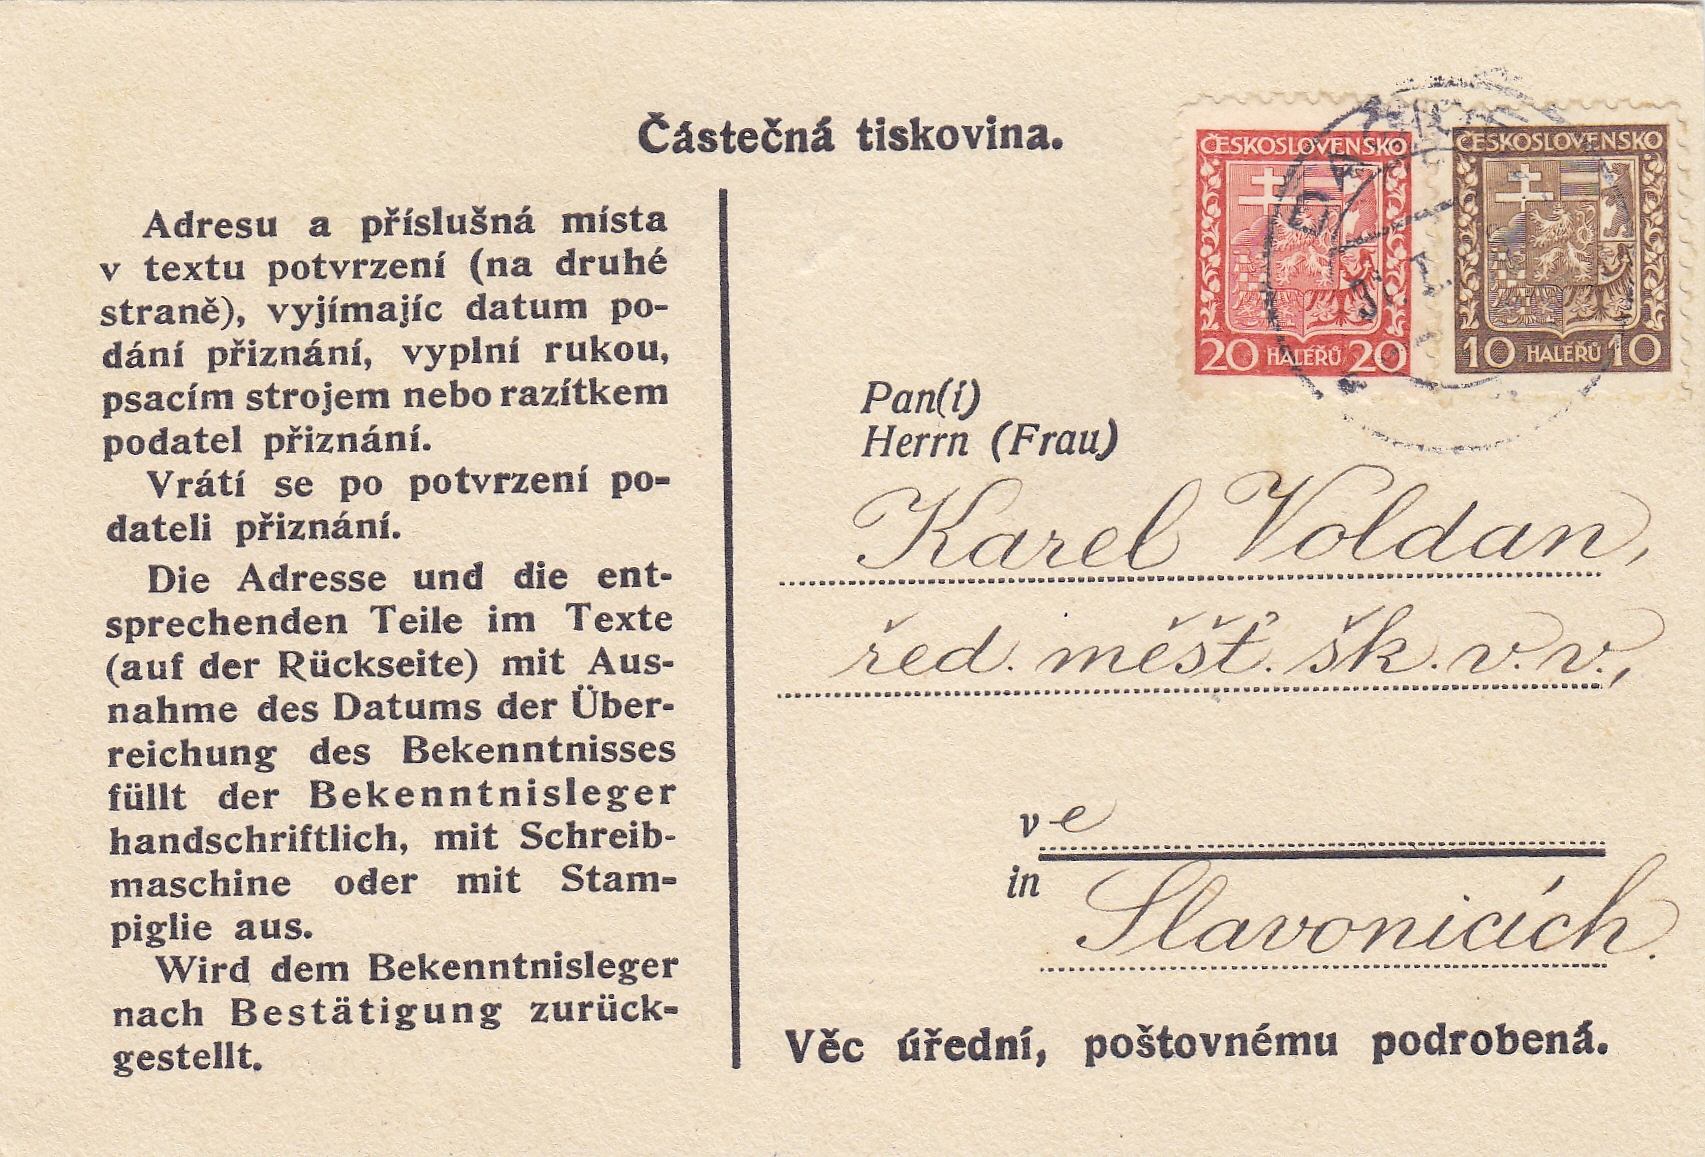 Částečná tiskovina.
ČESKOSLOVENSKO
20 HALÉŘŮ 20
ČESKOSLOVENSKO
10 HALÉŘŮ 10
Adresu a příslušná místa
v textu potvrzení (na druhé
straně), vyjímajíc datum po-
dání přiznání, vyplní rukou,
psacím strojem nebo razítkem
podatel přiznání.
Vrátí se po potvrzení po-
dateli přiznání.
Die Adresse und die ent-
sprechenden Teile im Texte
(auf der Rückseite) mit Aus-
nahme des Datums der Über-
reichung des Bekenntnisses
füllt der Bekenntnisleger
handschriftlich, mit Schreib-
maschine oder mit Stam-
piglie aus.
Wird dem Bekenntnisleger
nach Bestätigung zurück-
gestellt.
Pan(í)
Herrn (Frau)
Karel Voldan,
řed. měšť. šk. v. v.,
ve
in
Slavonicích.
Věc úřední, poštovnému podrobená.